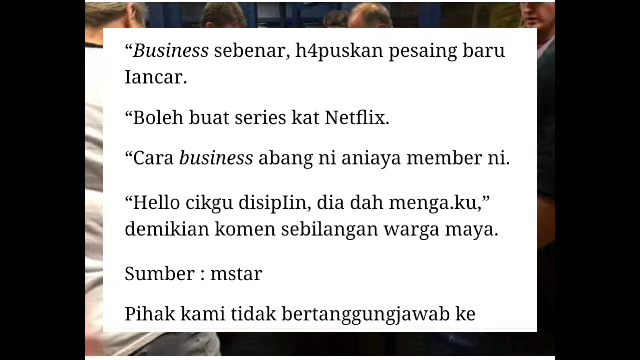 “Business sebenar, h4puskan pesaing baru
Iancar.
“Boleh buat series kat Netflix.
“Cara business abang ni aniaya member ni.
“Hello cikgu disipIin, dia dah menga.ku,”
demikian komen sebilangan warga maya.
Sumber : mstar
Pihak kami tidak bertanggungjawab ke